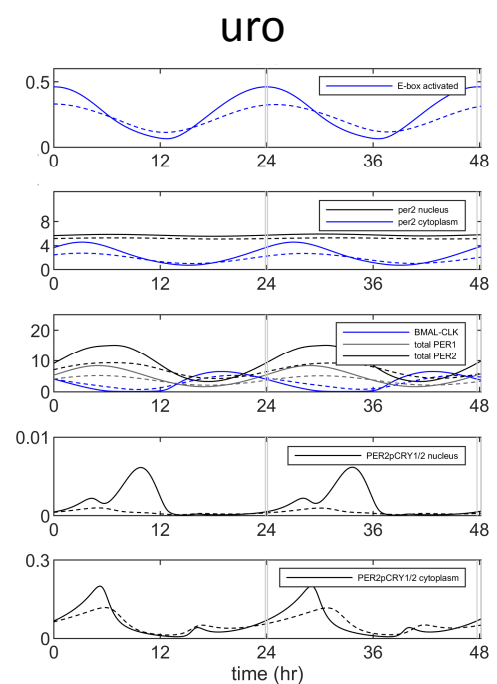 uro
0.5
E-box activated
0
0 12 24 36 48
8
per2 nucleus
4
per2 cytoplasm
0
0 12 24 36 48
20
BMAL-CLK
10
total PER1
total PER2
0
0 12 24 36 48
0.01
PER2pCRY1/2 nucleus
0
0 12 24 36 48
0.3
PER2pCRY1/2 cytoplasm
0
0 12 24 36 48
time (hr)